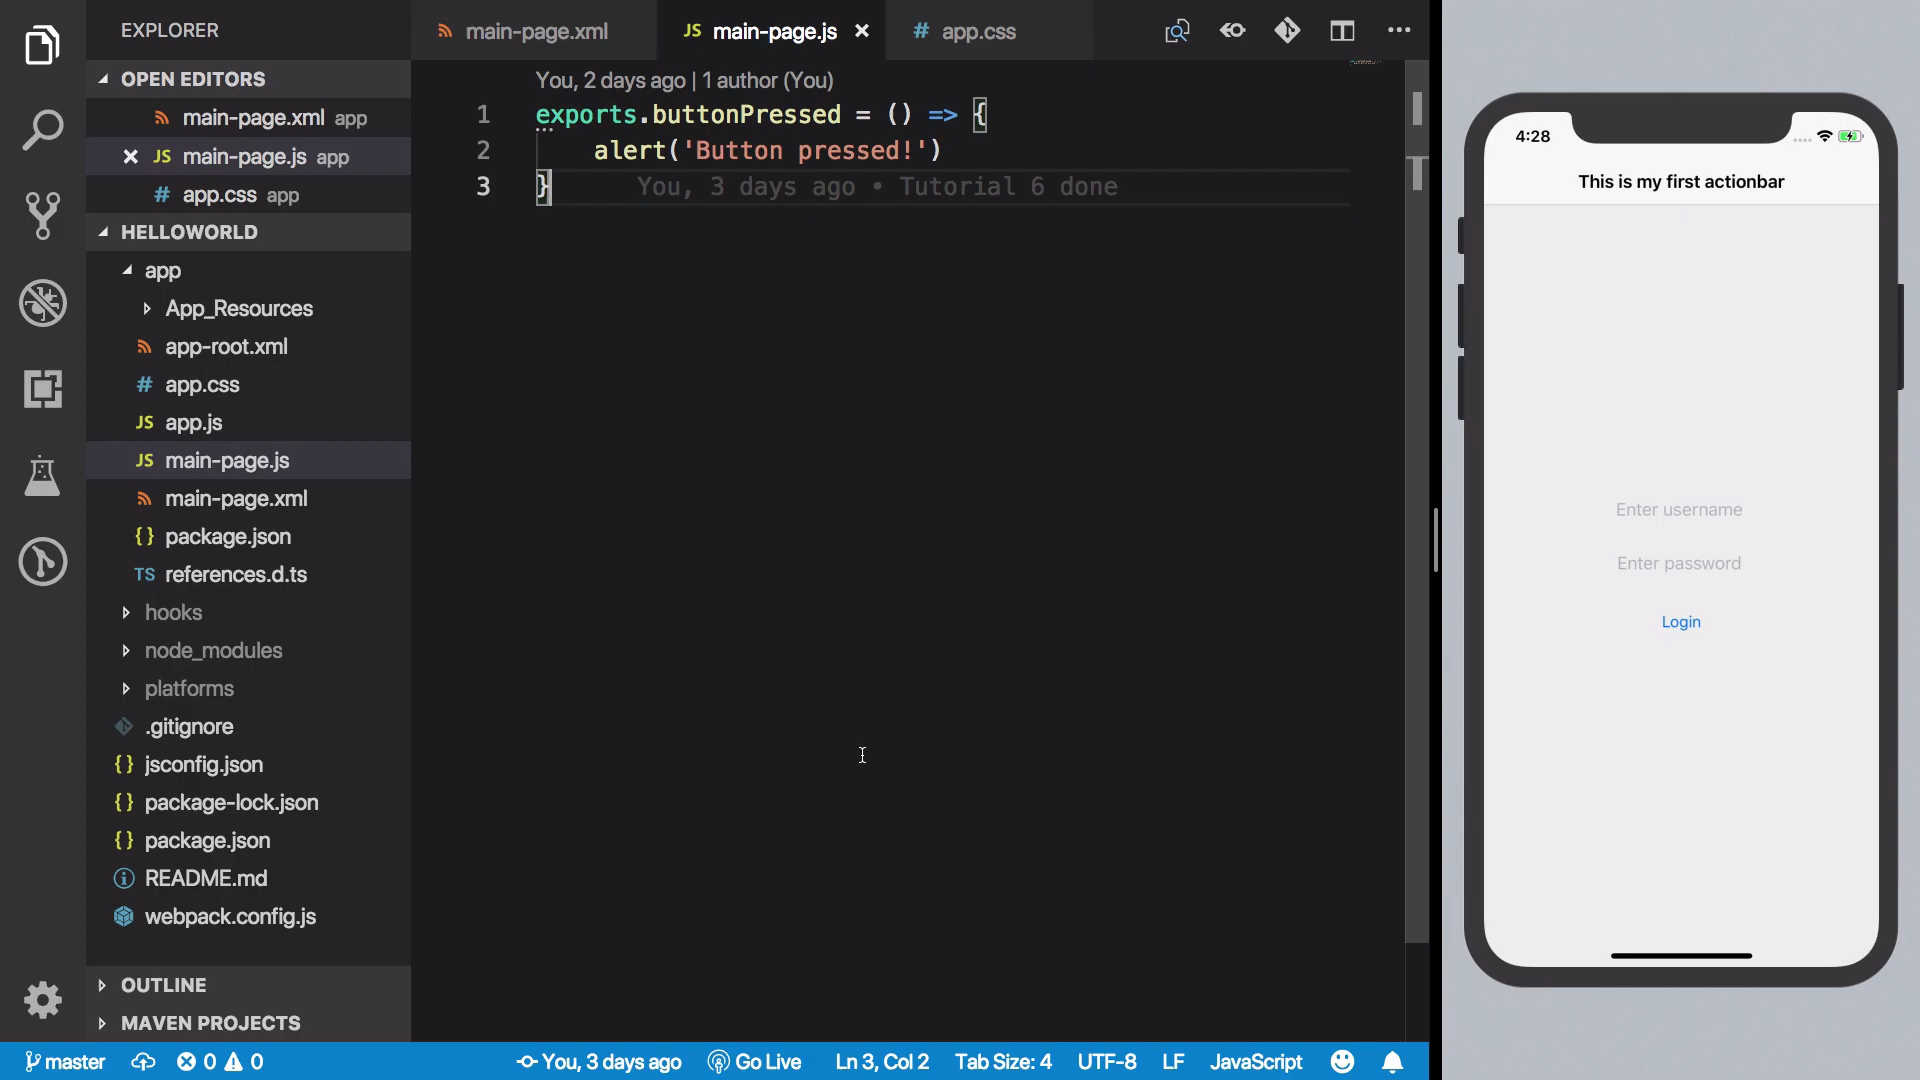 EXPLORER
OPEN EDITORS
main-page.xml app
JS main-page.js app
# app.css app
HELLOWORLD
app
App_Resources
app-root.xml
# app.css
JS app.js
JS main-page.js
main-page.xml
{} package.json
TS references.d.ts
hooks
node_modules
platforms
.gitignore
{} jsconfig.json
{} package-lock.json
{} package.json
README.md
webpack.config.js
OUTLINE
MAVEN PROJECTS
main-page.xml
JS main-page.js
# app.css
You, 2 days ago | 1 author (You)
1 exports.buttonPressed = () => {
2 alert('Button pressed!')
3 } You, 3 days ago • Tutorial 6 done
4:28
This is my first actionbar
Enter username
Enter password
Login
master 0 0 You, 3 days ago Go Live Ln 3, Col 2 Tab Size: 4 UTF-8 LF JavaScript